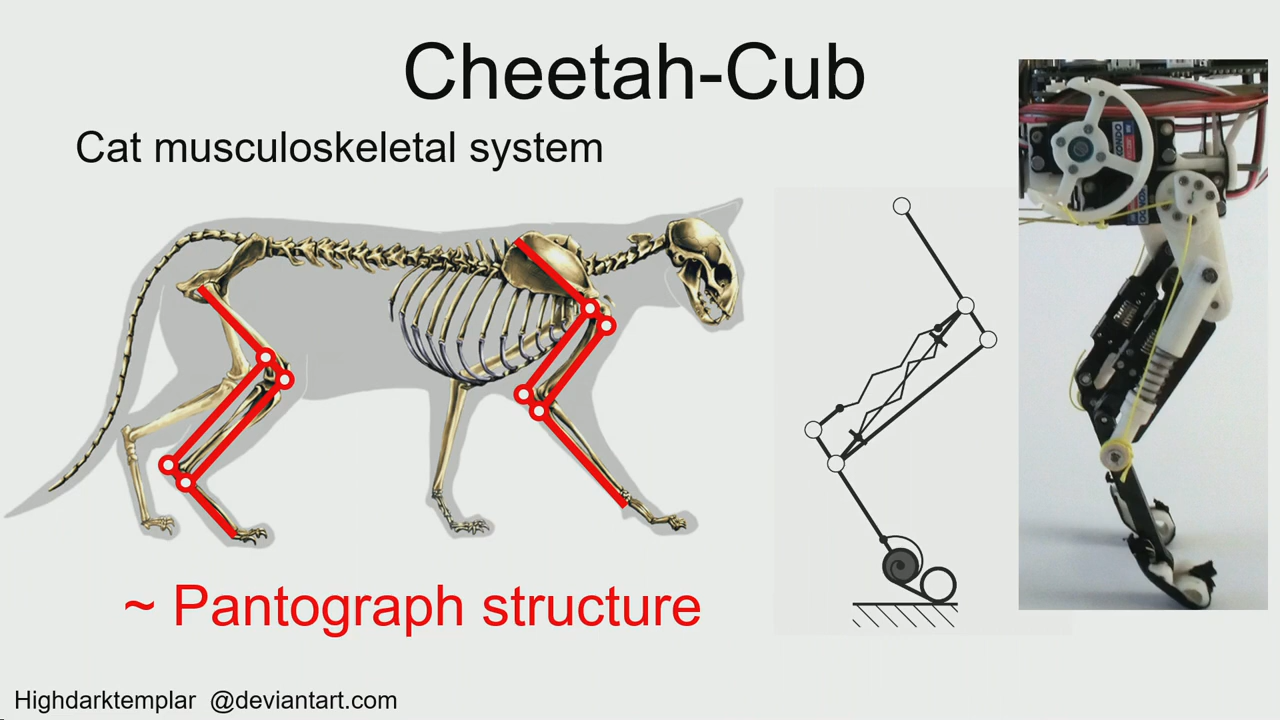 Cheetah-Cub
Cat musculoskeletal system
~ Pantograph structure
Highdarktemplar @deviantart.com